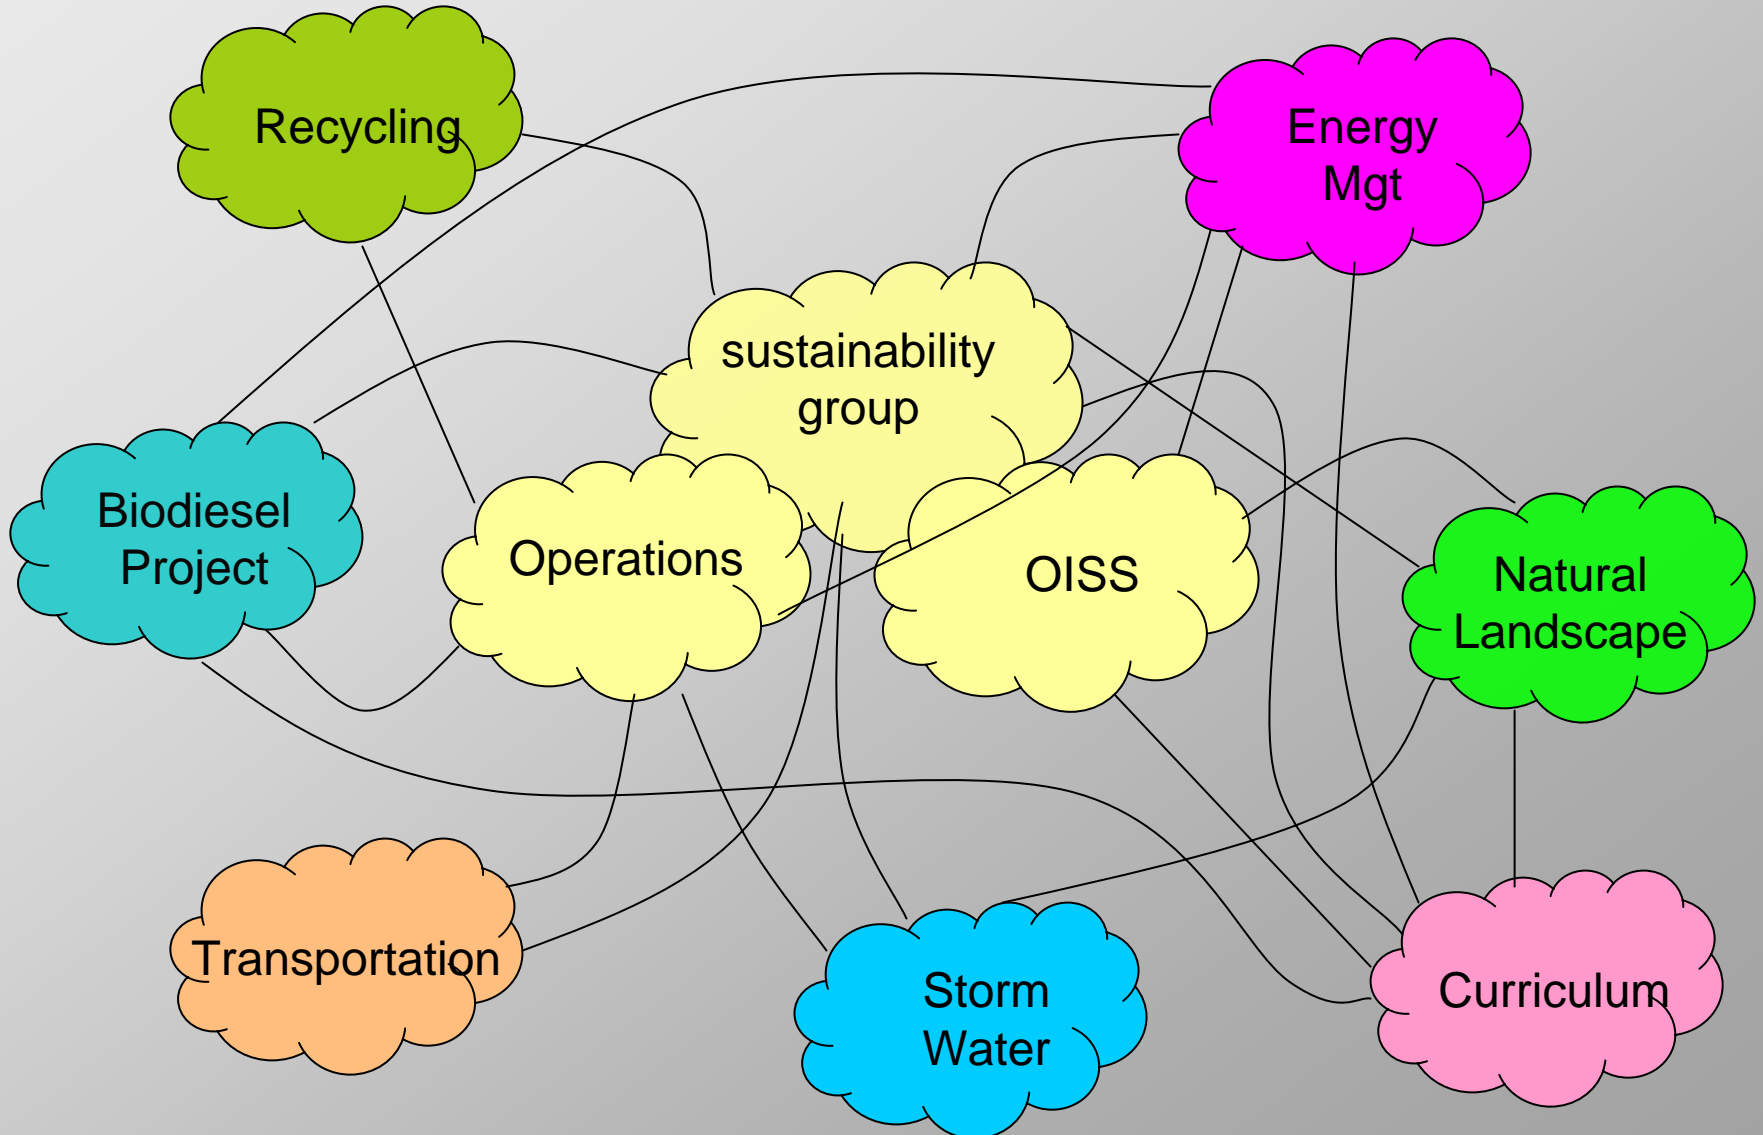 Recycling
Energy
Mgt
sustainability
group
Biodiesel
Project
Operations
OISS
Natural
Landscape
Transportation
Storm
Water
Curriculum